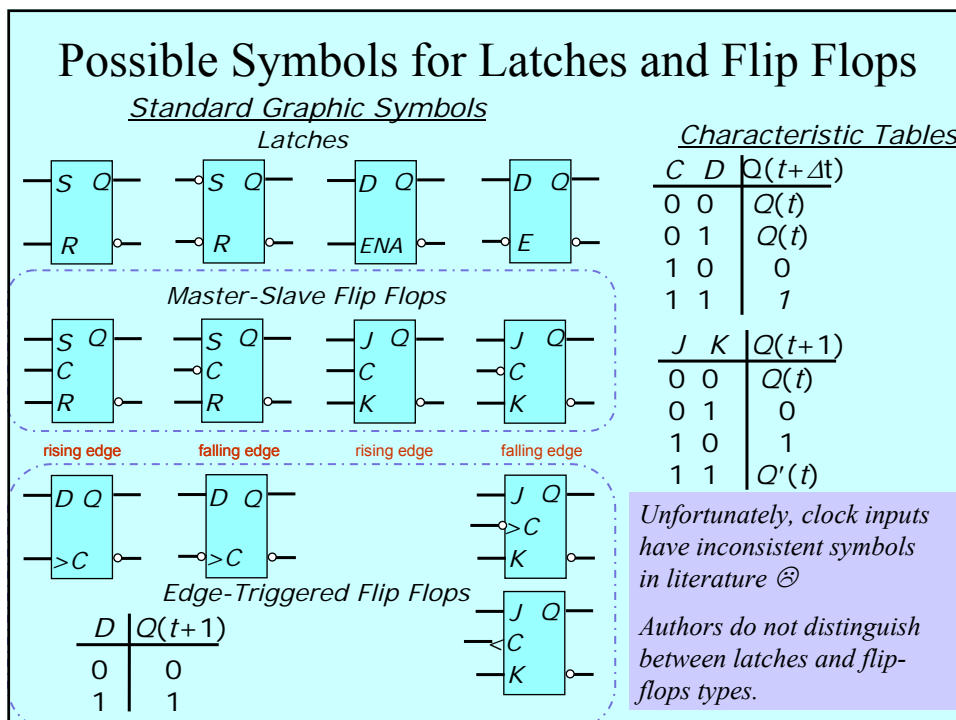 Possible Symbols for Latches and Flip Flops
Standard Graphic Symbols
Latches
S Q
R
S Q
R
D Q
ENA
D Q
E
Master-Slave Flip Flops
S Q
C
R
S Q
C
R
J Q
C
K
J Q
C
K
rising edge falling edge rising edge falling edge
D Q
>C
D Q
>C
J Q
>C
K
Edge-Triggered Flip Flops
J Q
<C
K
D Q(t+1)
0 0
1 1
Characteristic Tables
C D Q(t+Δt)
0 0 Q(t)
0 1 Q(t)
1 0 0
1 1 1
J K Q(t+1)
0 0 Q(t)
0 1 0
1 0 1
1 1 Q'(t)
Unfortunately, clock inputs
have inconsistent symbols
in literature ☹
Authors do not distinguish
between latches and flip-
flops types.